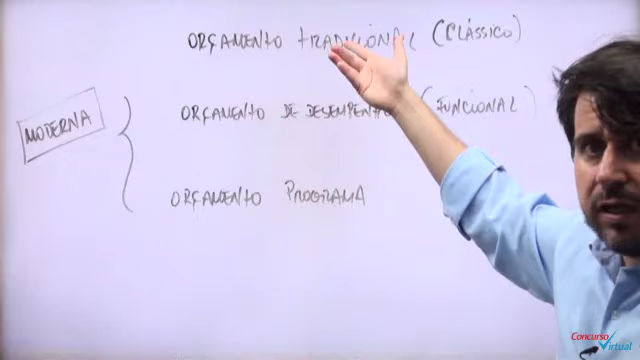 ORÇAMENTO TRADICIONAL (CLÁSSICO)
MODERNA
ORÇAMENTO DE DESEMPENHO (FUNCIONAL)
ORÇAMENTO PROGRAMA
Concurso
Virtual